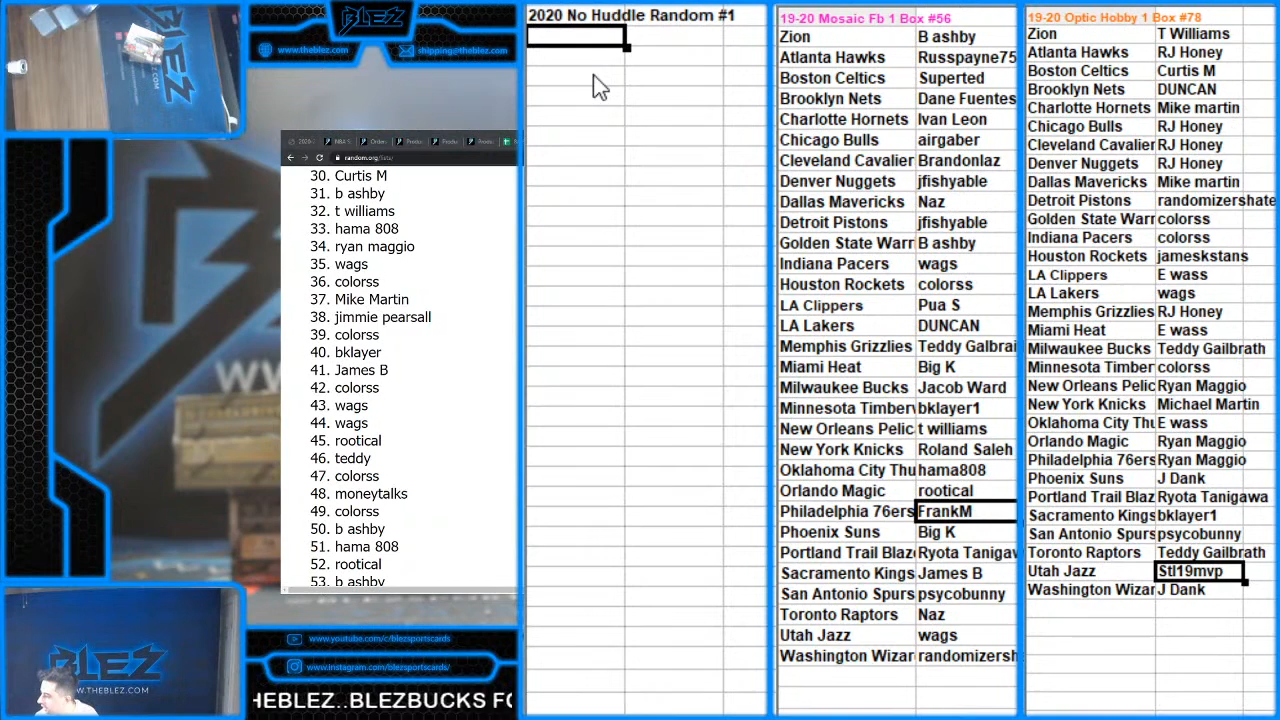 BLEZ
www.theblez.com
shipping@theblez.com
random.org/lists/
30. Curtis M
31. b ashby
32. t williams
33. hama 808
34. ryan maggio
35. wags
36. colorss
37. Mike Martin
38. jimmie pearsall
39. colorss
40. bklayer
41. James B
42. colorss
43. wags
44. wags
45. rootical
46. teddy
47. colorss
48. moneytalks
49. colorss
50. b ashby
51. hama 808
52. rootical
53. b ashby
BLEZ
WWW.THEBLEZ.COM
www.youtube.com/c/blezsportscards
www.instagram.com/blezsportscards/
HEBLEZ..BLEZBUCKS FO
2020 No Huddle Random #1
19-20 Mosaic Fb 1 Box #56
Zion B ashby
Atlanta Hawks Russpayne75
Boston Celtics Superted
Brooklyn Nets Dane Fuentes
Charlotte Hornets Ivan Leon
Chicago Bulls airgaber
Cleveland Cavalier Brandonlaz
Denver Nuggets jfishyable
Dallas Mavericks Naz
Detroit Pistons jfishyable
Golden State Warri B ashby
Indiana Pacers wags
Houston Rockets colorss
LA Clippers Pua S
LA Lakers DUNCAN
Memphis Grizzlies Teddy Galbrai
Miami Heat Big K
Milwaukee Bucks Jacob Ward
Minnesota Timberv bklayer1
New Orleans Pelic t williams
New York Knicks Roland Saleh
Oklahoma City Thu hama808
Orlando Magic rootical
Philadelphia 76ers FrankM
Phoenix Suns Big K
Portland Trail Blaz Ryota Tanigaw
Sacramento Kings James B
San Antonio Spurs psycobunny
Toronto Raptors Naz
Utah Jazz wags
Washington Wizar randomizersh
19-20 Optic Hobby 1 Box #78
Zion T Williams
Atlanta Hawks RJ Honey
Boston Celtics Curtis M
Brooklyn Nets DUNCAN
Charlotte Hornets Mike martin
Chicago Bulls RJ Honey
Cleveland Cavalier RJ Honey
Denver Nuggets RJ Honey
Dallas Mavericks Mike martin
Detroit Pistons randomizershate
Golden State Warr colorss
Indiana Pacers colorss
Houston Rockets jameskstans
LA Clippers E wass
LA Lakers wags
Memphis Grizzlies RJ Honey
Miami Heat E wass
Milwaukee Bucks Teddy Gailbrath
Minnesota Timber colorss
New Orleans Pelic Ryan Maggio
New York Knicks Michael Martin
Oklahoma City Thu E wass
Orlando Magic Ryan Maggio
Philadelphia 76ers Ryan Maggio
Phoenix Suns J Dank
Portland Trail Blaz Ryota Tanigawa
Sacramento Kings bklayer1
San Antonio Spurs psycobunny
Toronto Raptors Teddy Gailbrath
Utah Jazz Stl19mvp
Washington Wizar J Dank